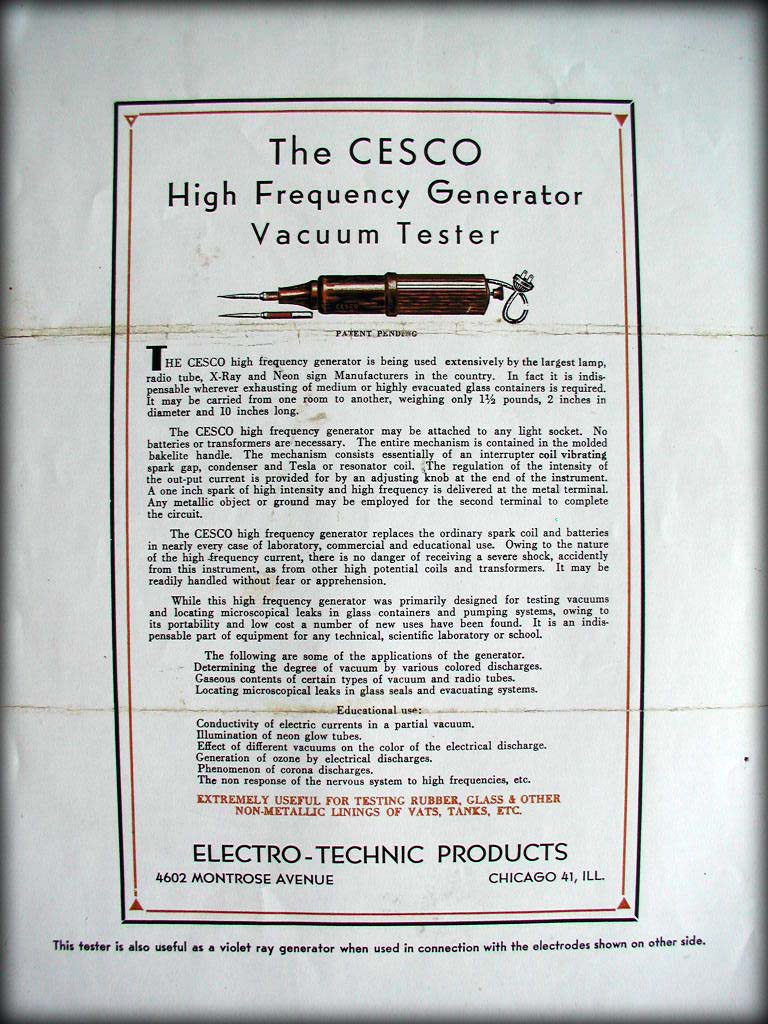 The CESCO
High Frequency Generator
Vacuum Tester
CESCO
PATENT PENDING
THE CESCO high frequency generator is being used extensively by the largest lamp,
radio tube, X-Ray and Neon sign Manufacturers in the country. In fact it is indis-
pensable wherever exhausting of medium or highly evacuated glass containers is required.
It may be carried from one room to another, weighing only 1½ pounds, 2 inches in
diameter and 10 inches long.
The CESCO high frequency generator may be attached to any light socket. No
batteries or transformers are necessary. The entire mechanism is contained in the molded
bakelite handle. The mechanism consists essentially of an interrupter coil vibrating
spark gap, condenser and Tesla or resonator coil. The regulation of the intensity of
the out-put current is provided for by an adjusting knob at the end of the instrument.
A one inch spark of high intensity and high frequency is delivered at the metal terminal.
Any metallic object or ground may be employed for the second terminal to complete
the circuit.
The CESCO high frequency generator replaces the ordinary spark coil and batteries
in nearly every case of laboratory, commercial and educational use. Owing to the nature
of the high frequency current, there is no danger of receiving a severe shock, accidently
from this instrument, as from other high potential coils and transformers. It may be
readily handled without fear or apprehension.
While this high frequency generator was primarily designed for testing vacuums
and locating microscopical leaks in glass containers and pumping systems, owing to
its portability and low cost a number of new uses have been found. It is an indis-
pensable part of equipment for any technical, scientific laboratory or school.
The following are some of the applications of the generator.
Determining the degree of vacuum by various colored discharges.
Gaseous contents of certain types of vacuum and radio tubes.
Locating microscopical leaks in glass seals and evacuating systems.
Educational use:
Conductivity of electric currents in a partial vacuum.
Illumination of neon glow tubes.
Effect of different vacuums on the color of the electrical discharge.
Generation of ozone by electrical discharges.
Phenomenon of corona discharges.
The non response of the nervous system to high frequencies, etc.
EXTREMELY USEFUL FOR TESTING RUBBER, GLASS & OTHER
NON-METALLIC LININGS OF VATS, TANKS, ETC.
ELECTRO-TECHNIC PRODUCTS
4602 MONTROSE AVENUE CHICAGO 41, ILL.
This tester is also useful as a violet ray generator when used in connection with the electrodes shown on other side.